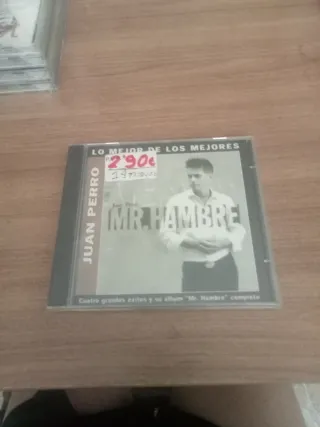 LO MEJOR DE LOS MEJORES
2'90€
JUAN PERRO
MR. HAMBRE
Cuatro grandes éxitos y su álbum "Mr. Hambre" completo